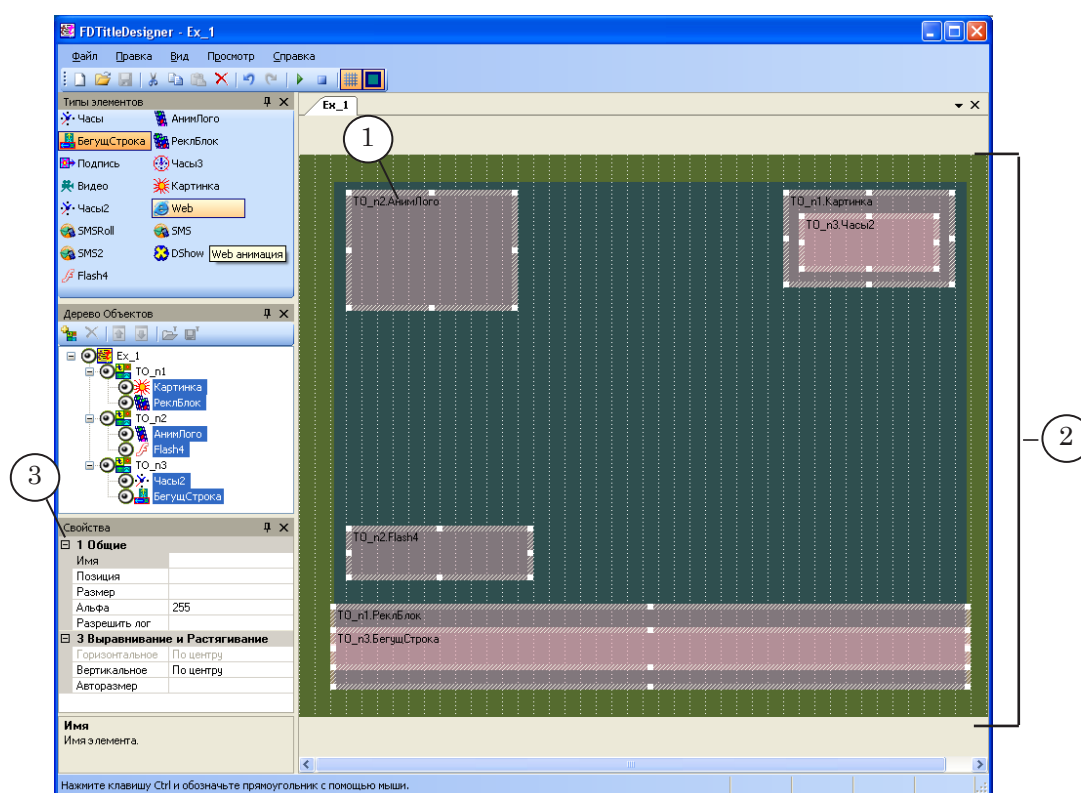 FDTitleDesigner - Ex_1
Файл Правка Вид Просмотр Справка
Типы элементов
Часы АнимЛого
БегущСтрока РеклБлок
Подпись Часы3
Видео Картинка
Часы2 Web
SMSRoll SMS
SMS2 DShow Web анимация
Flash4
Дерево Объектов
Ex_1
TO_n1
Картинка
РеклБлок
TO_n2
АнимЛого
Flash4
TO_n3
Часы2
БегущСтрока
3
Свойства
1 Общие
Имя
Позиция
Размер
Альфа 255
Разрешить лог
3 Выравнивание и Растягивание
Горизонтальное По центру
Вертикальное По центру
Авторазмер
Имя
Имя элемента.
Ex_1
1
TO_n2.АнимЛого
TO_n1.Картинка
TO_n3.Часы2
2
TO_n2.Flash4
TO_n1.РеклБлок
TO_n3.БегущСтрока
Нажмите клавишу Ctrl и обозначьте прямоугольник с помощью мыши.